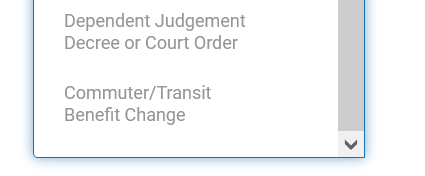 Dependent Judgement
Decree or Court Order
Commuter/Transit
Benefit Change